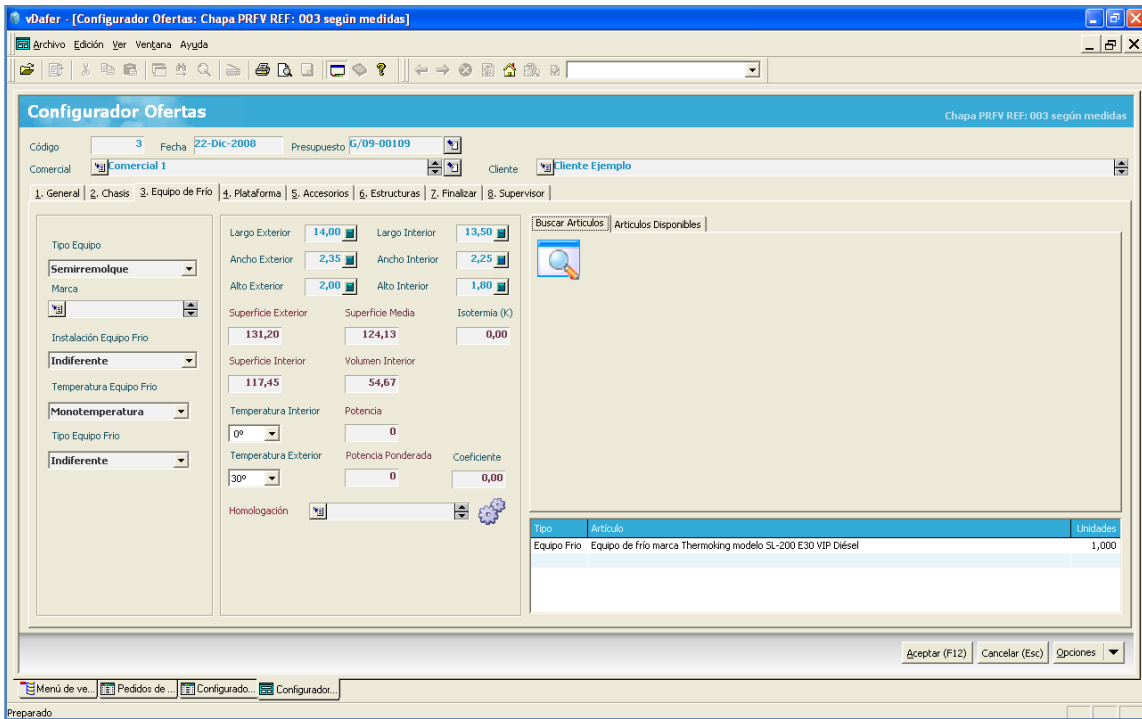 vDafer - [Configurador Ofertas: Chapa PRFV REF: 003 según medidas]
Archivo Edición Ver Ventana Ayuda
Configurador Ofertas
Chapa PRFV REF: 003 según medidas
Código 3 Fecha 22-Dic-2008 Presupuesto G/09-00109
Comercial Comercial 1 Cliente Cliente Ejemplo
1. General 2. Chasis 3. Equipo de Frío 4. Plataforma 5. Accesorios 6. Estructuras 7. Finalizar 8. Supervisor
Tipo Equipo
Semirremolque
Marca
Instalación Equipo Frio
Indiferente
Temperatura Equipo Frio
Monotemperatura
Tipo Equipo Frio
Indiferente
Largo Exterior 14,00 Largo Interior 13,50
Ancho Exterior 2,35 Ancho Interior 2,25
Alto Exterior 2,00 Alto Interior 1,80
Superficie Exterior Superficie Media Isotermia (K)
131,20 124,13 0,00
Superficie Interior Volumen Interior
117,45 54,67
Temperatura Interior Potencia
0º 0
Temperatura Exterior Potencia Ponderada Coeficiente
30º 0 0,00
Homologación
Buscar Articulos Articulos Disponibles
Tipo Artículo Unidades
Equipo Frio Equipo de frío marca Thermoking modelo SL-200 E30 VIP Diésel 1,000
Aceptar (F12) Cancelar (Esc) Opciones
Menú de ve... Pedidos de ... Configurado... Configurador...
Preparado